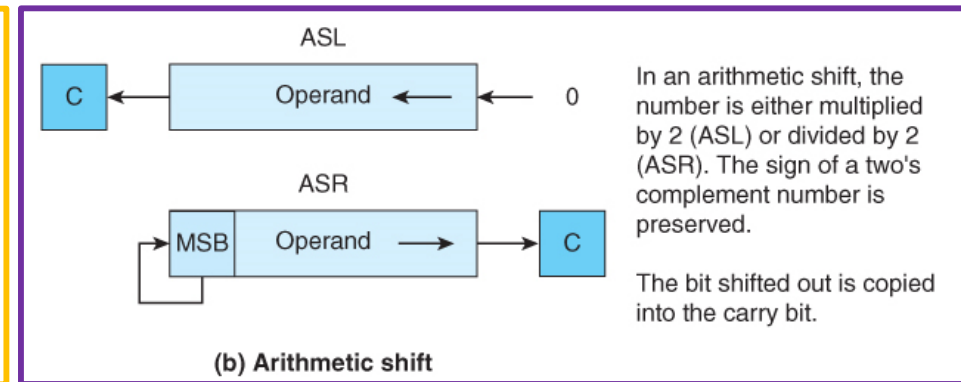 ASL
C
Operand
0
ASR
MSB
Operand
C
(b) Arithmetic shift
In an arithmetic shift, the
number is either multiplied
by 2 (ASL) or divided by 2
(ASR). The sign of a two's
complement number is
preserved.
The bit shifted out is copied
into the carry bit.